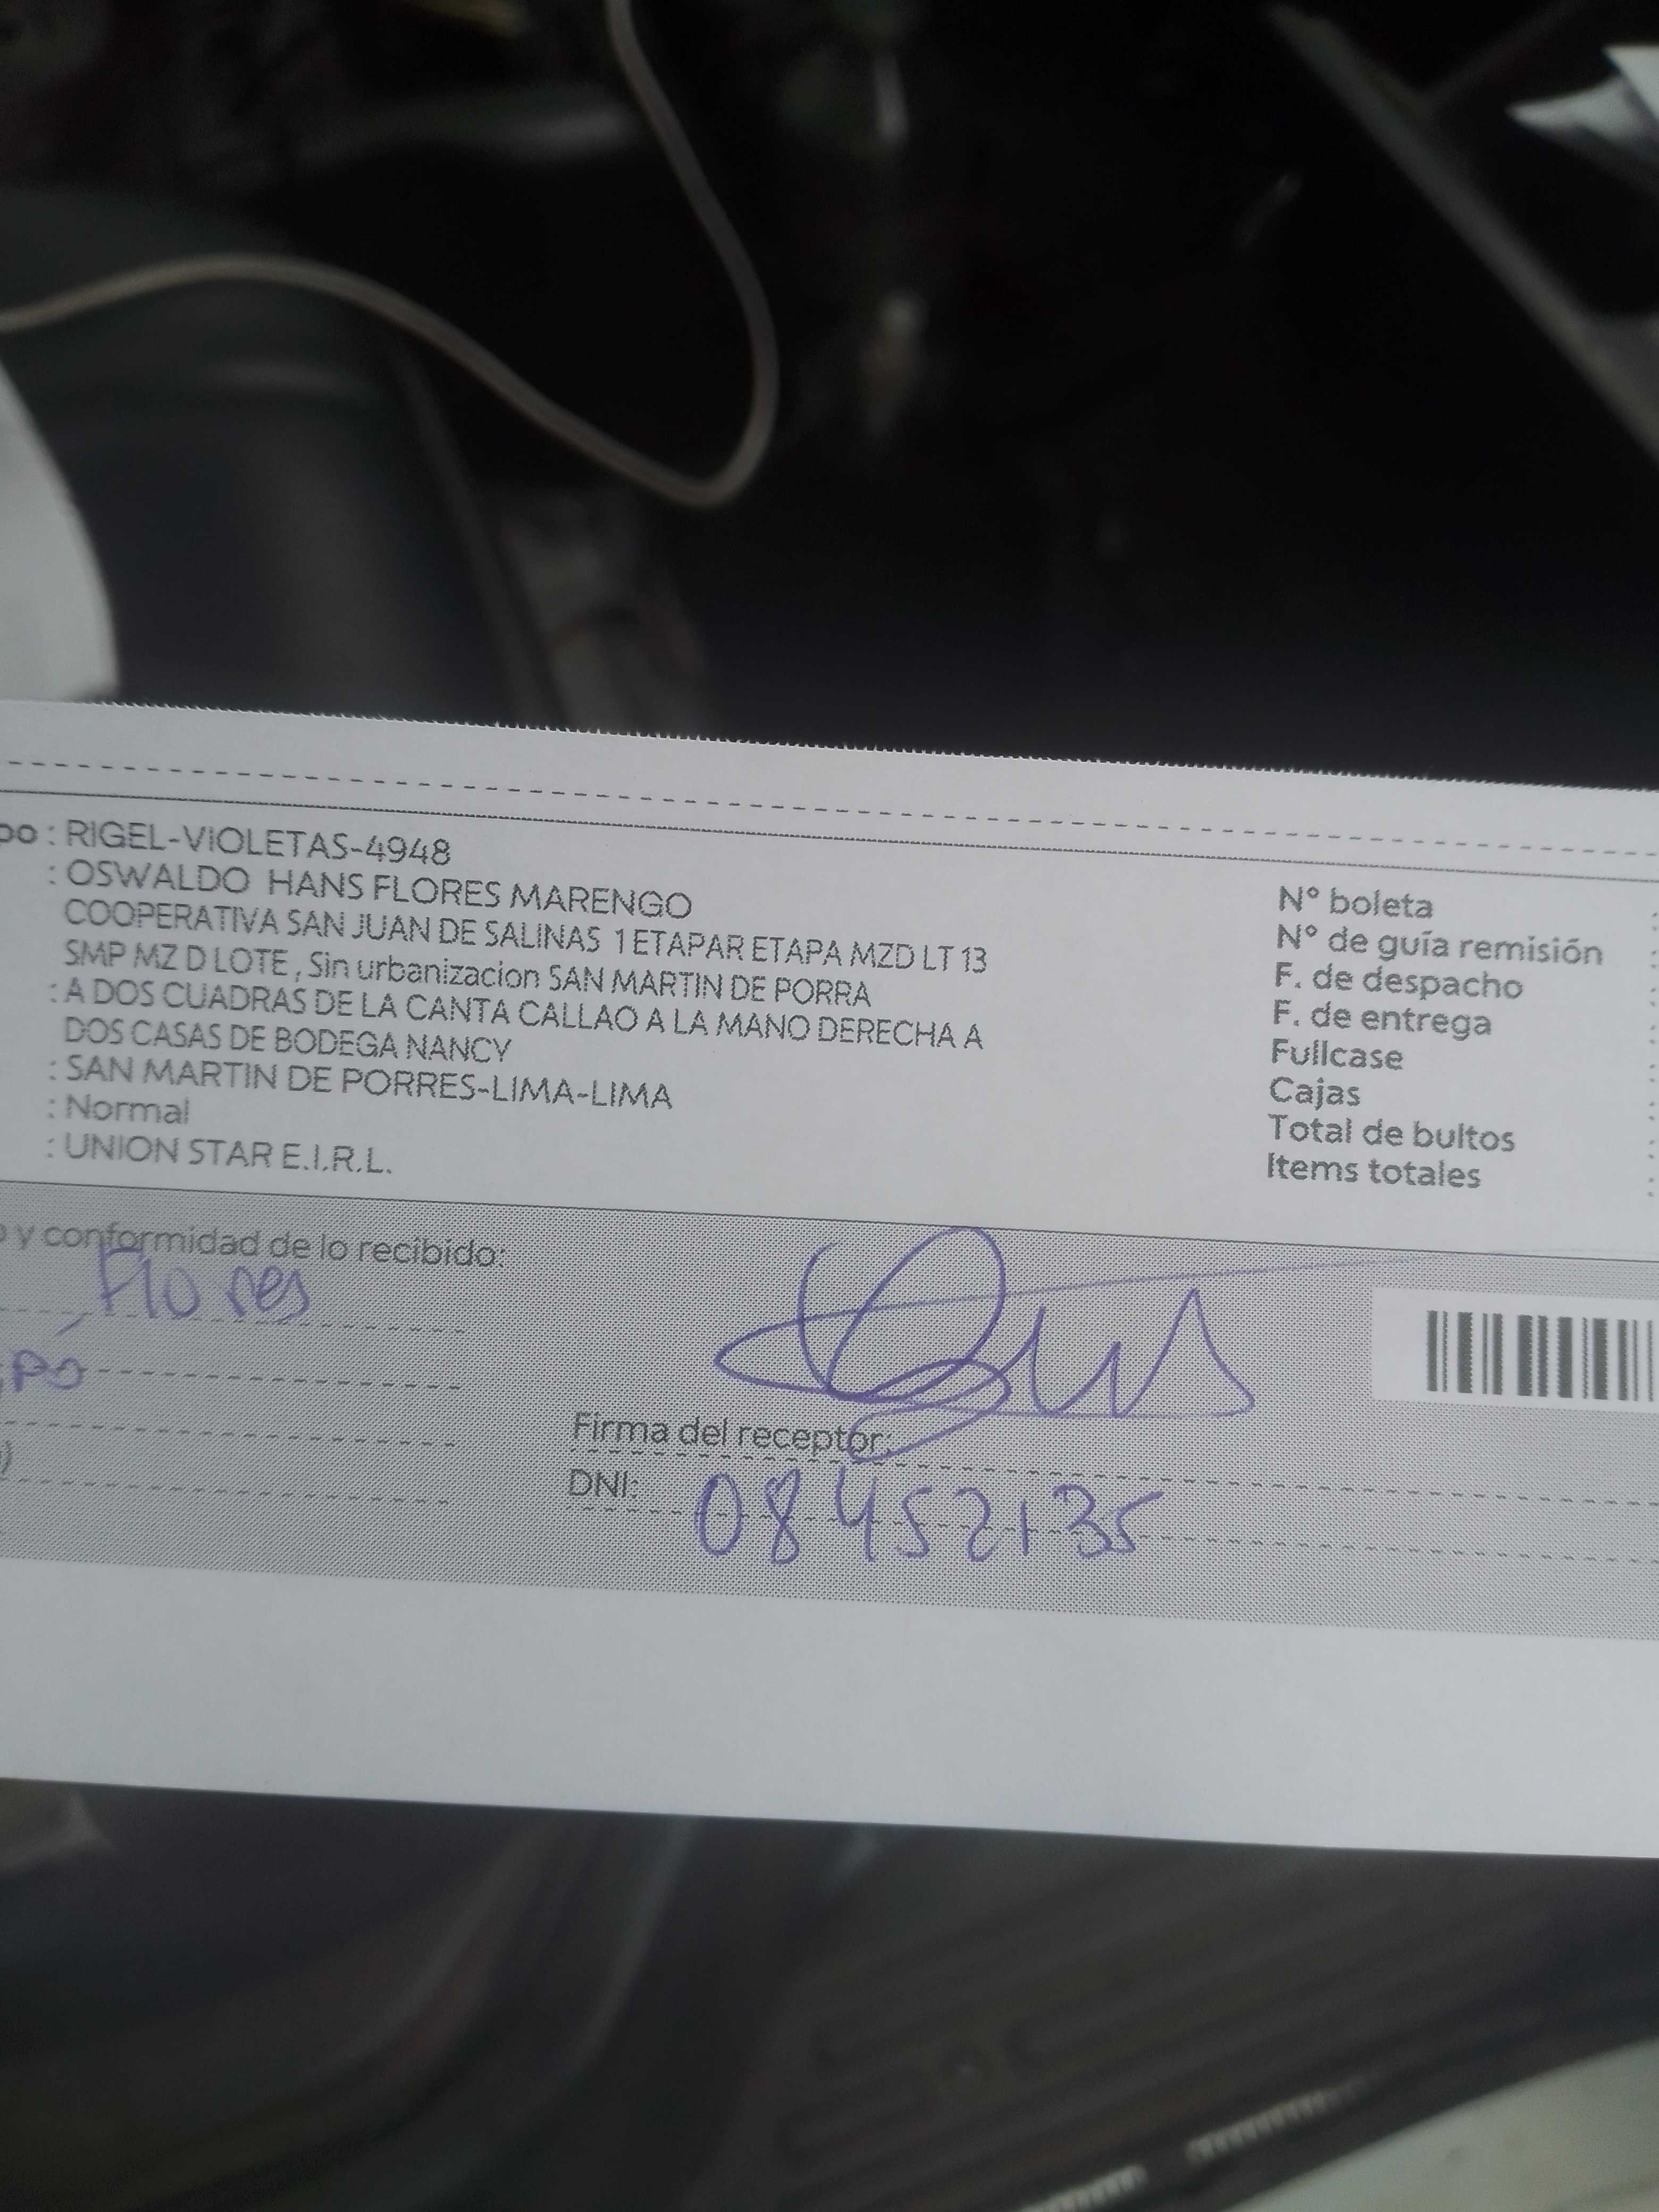 po : RIGEL-VIOLETAS-4948
: OSWALDO HANS FLORES MARENGO
COOPERATIVA SAN JUAN DE SALINAS 1 ETAPAR ETAPA MZD LT 13
SMP MZ D LOTE , Sin urbanizacion SAN MARTIN DE PORRA
: A DOS CUADRAS DE LA CANTA CALLAO A LA MANO DERECHA A
DOS CASAS DE BODEGA NANCY
: SAN MARTIN DE PORRES-LIMA-LIMA
: Normal
: UNION STAR E.I.R.L.
N° boleta :
N° de guía remisión :
F. de despacho :
F. de entrega :
Fullcase :
Cajas :
Total de bultos :
Items totales :
o y conformidad de lo recibido:
Flores
Firma del receptor:
DNI: 08452135